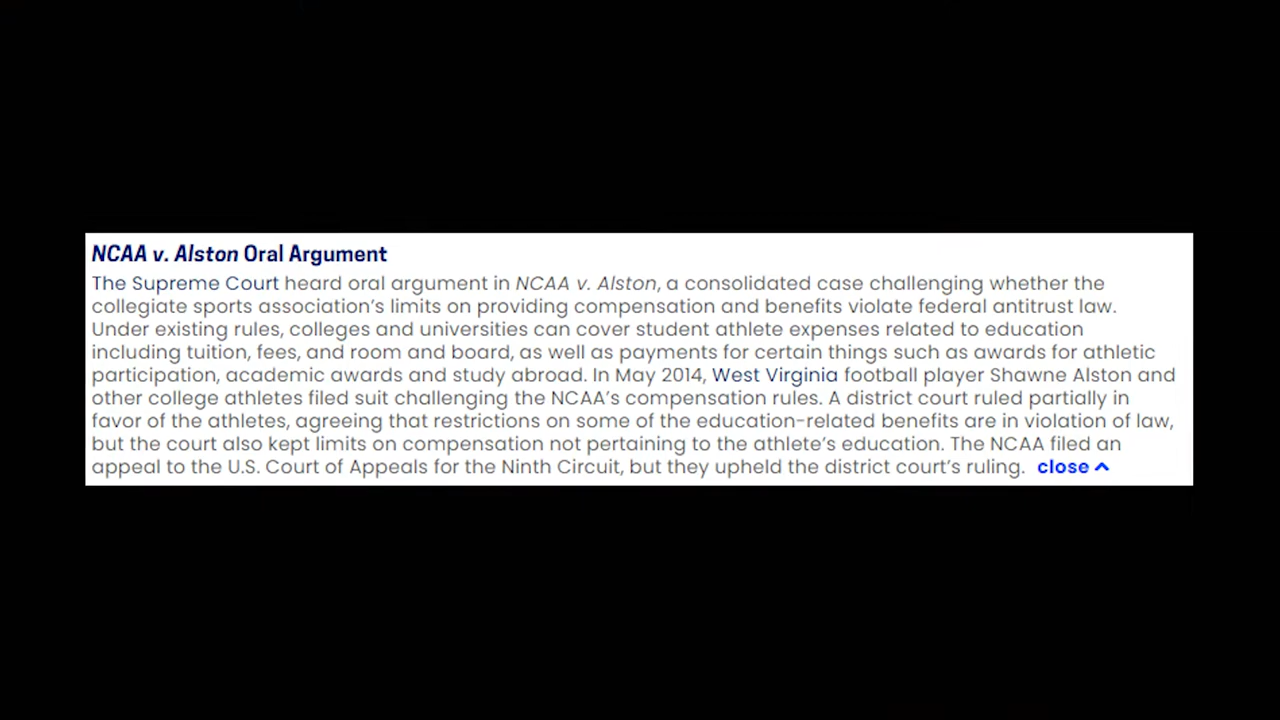 NCAA v. Alston Oral Argument
The Supreme Court heard oral argument in NCAA v. Alston, a consolidated case challenging whether the
collegiate sports association’s limits on providing compensation and benefits violate federal antitrust law.
Under existing rules, colleges and universities can cover student athlete expenses related to education
including tuition, fees, and room and board, as well as payments for certain things such as awards for athletic
participation, academic awards and study abroad. In May 2014, West Virginia football player Shawne Alston and
other college athletes filed suit challenging the NCAA’s compensation rules. A district court ruled partially in
favor of the athletes, agreeing that restrictions on some of the education-related benefits are in violation of law,
but the court also kept limits on compensation not pertaining to the athlete’s education. The NCAA filed an
appeal to the U.S. Court of Appeals for the Ninth Circuit, but they upheld the district court’s ruling. close